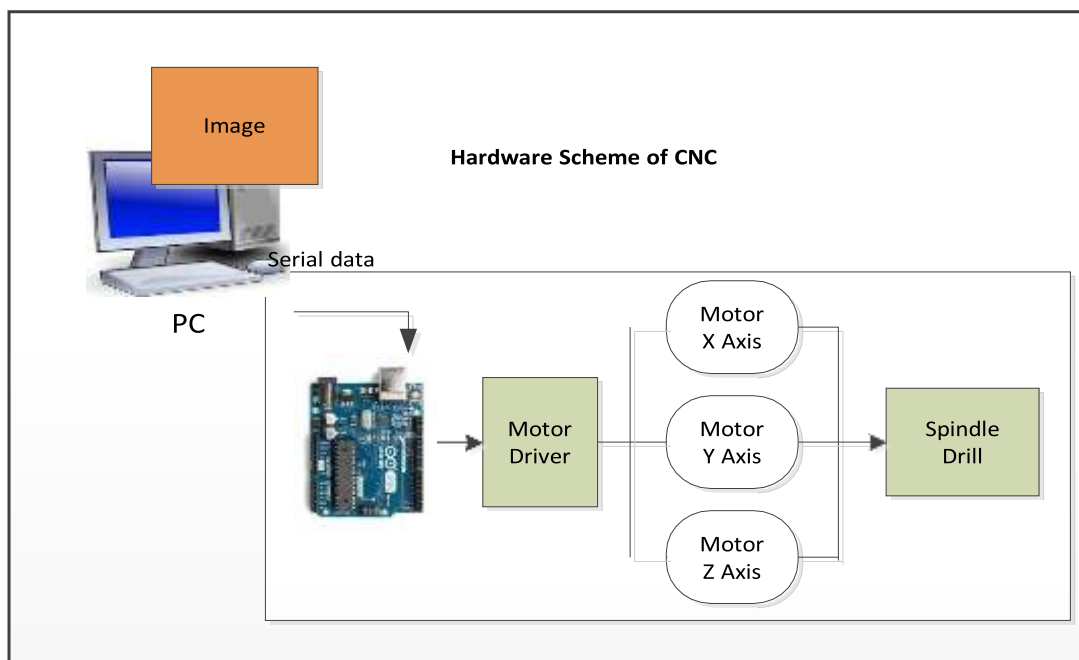 Image
Hardware Scheme of CNC
Serial data
PC
Motor
X Axis
Motor
Driver
Motor
Y Axis
Spindle
Drill
Motor
Z Axis